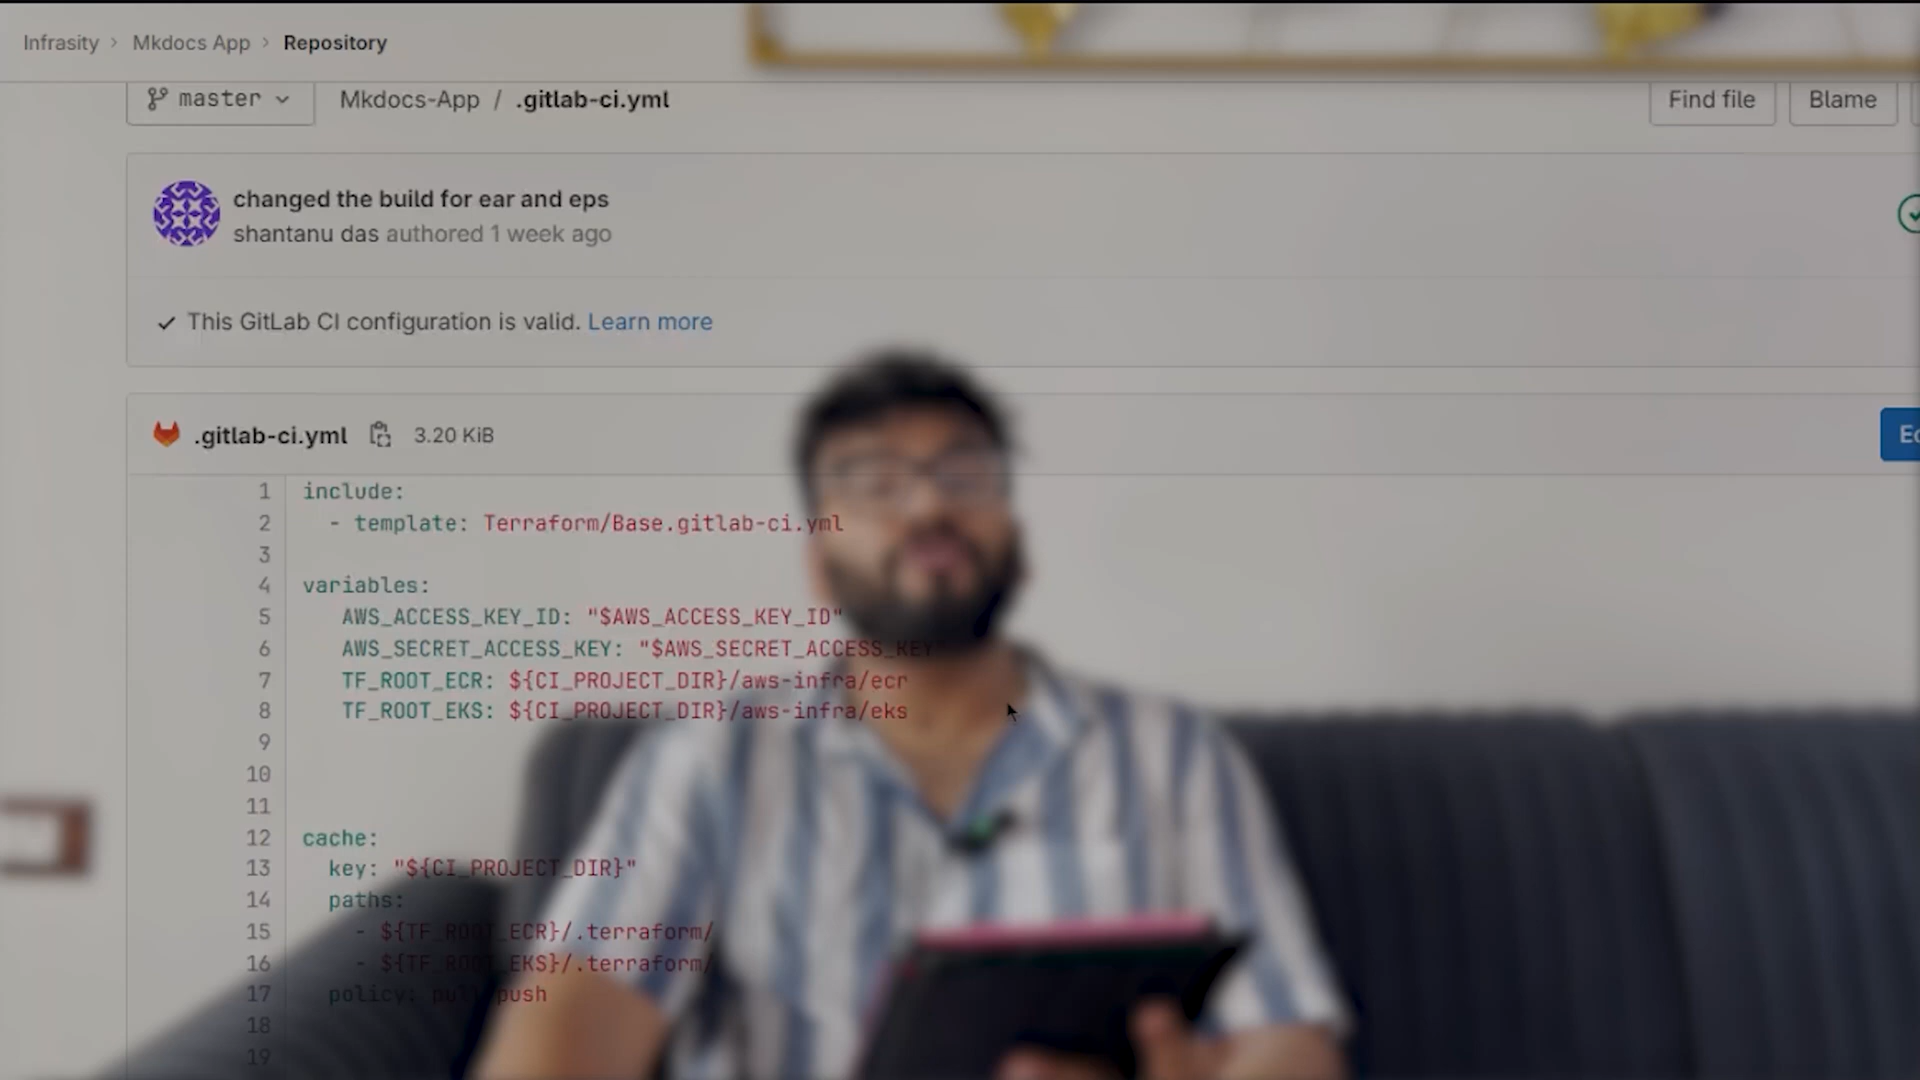 Infrasity > Mkdocs App > Repository
master
Mkdocs-App / .gitlab-ci.yml
Find file
Blame
changed the build for ear and eps
shantanu das authored 1 week ago
This GitLab CI configuration is valid. Learn more
.gitlab-ci.yml 3.20 KiB
1 include:
2 - template: Terraform/Base.gitlab-ci.yml
3
4 variables:
5 AWS_ACCESS_KEY_ID: "$AWS_ACCESS_KEY_ID"
6 AWS_SECRET_ACCESS_KEY: "$AWS_SECRET_ACCESS_KEY"
7 TF_ROOT_ECR: ${CI_PROJECT_DIR}/aws-infra/ecr
8 TF_ROOT_EKS: ${CI_PROJECT_DIR}/aws-infra/eks
9
10
11
12 cache:
13 key: "${CI_PROJECT_DIR}"
14 paths:
15 - ${TF_ROOT_ECR}/.terraform/
16 - ${TF_ROOT_EKS}/.terraform/
17 policy: pull-push
18
19